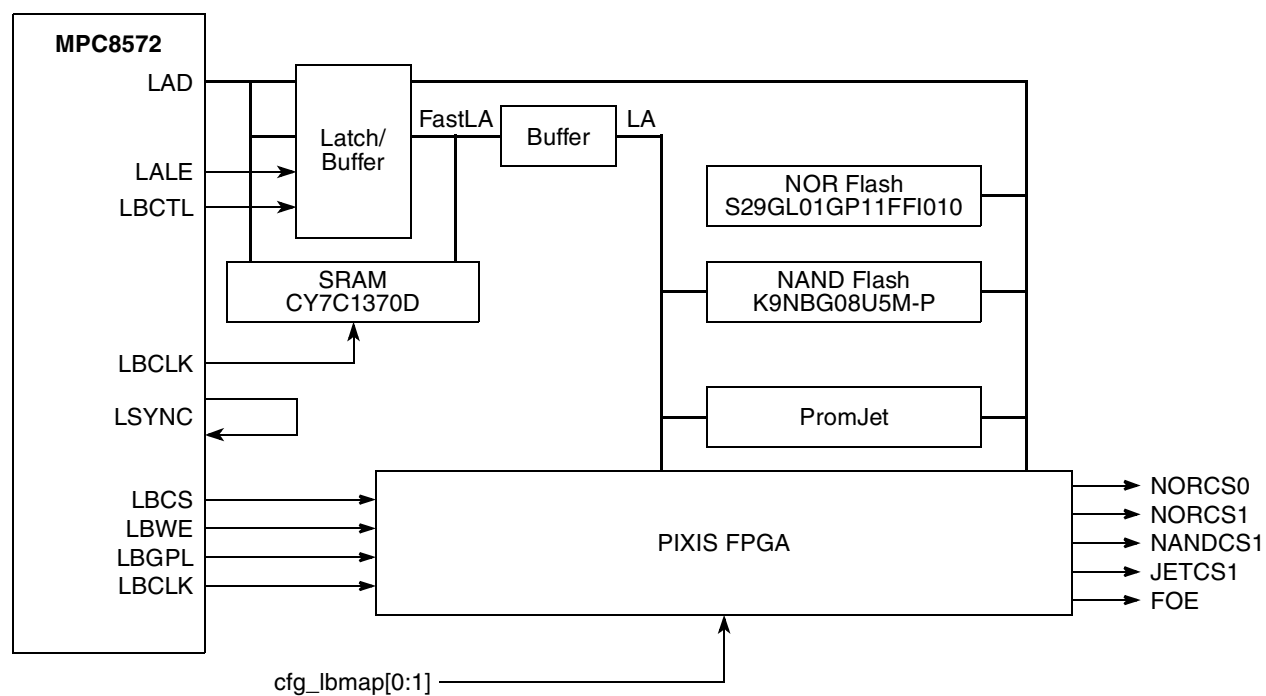 MPC8572
LAD
LALE
LBCTL
Latch/
Buffer
FastLA
Buffer
LA
NOR Flash
S29GL01GP11FFI010
SRAM
CY7C1370D
NAND Flash
K9NBG08U5M-P
LBCLK
LSYNC
PromJet
LBCS
LBWE
LBGPL
LBCLK
PIXIS FPGA
NORCS0
NORCS1
NANDCS1
JETCS1
FOE
cfg_lbmap[0:1]